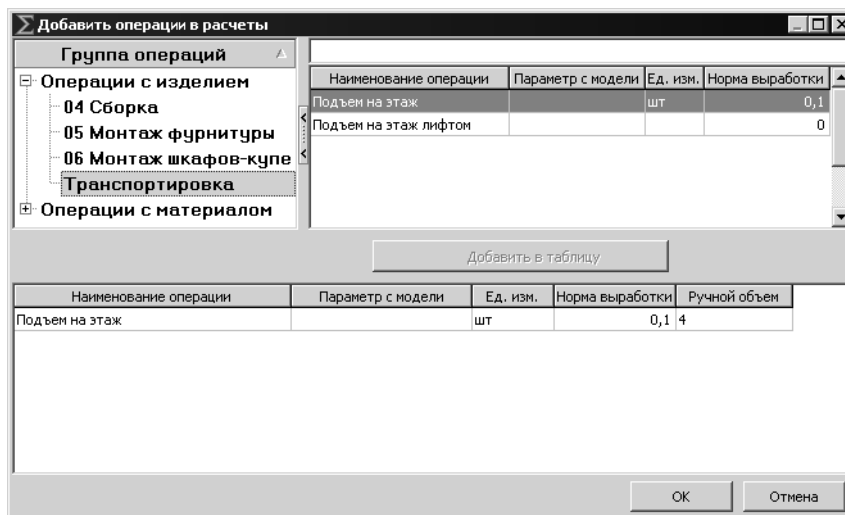 Добавить операции в расчеты
Группа операций
Операции с изделием
04 Сборка
05 Монтаж фурнитуры
06 Монтаж шкафов-купе
Транспортировка
Операции с материалом
Наименование операции Параметр с модели Ед. изм. Норма выработки
Подъем на этаж шт 0,1
Подъем на этаж лифтом 0
Добавить в таблицу
Наименование операции Параметр с модели Ед. изм. Норма выработки Ручной объем
Подъем на этаж шт 0,1 4
OK Отмена